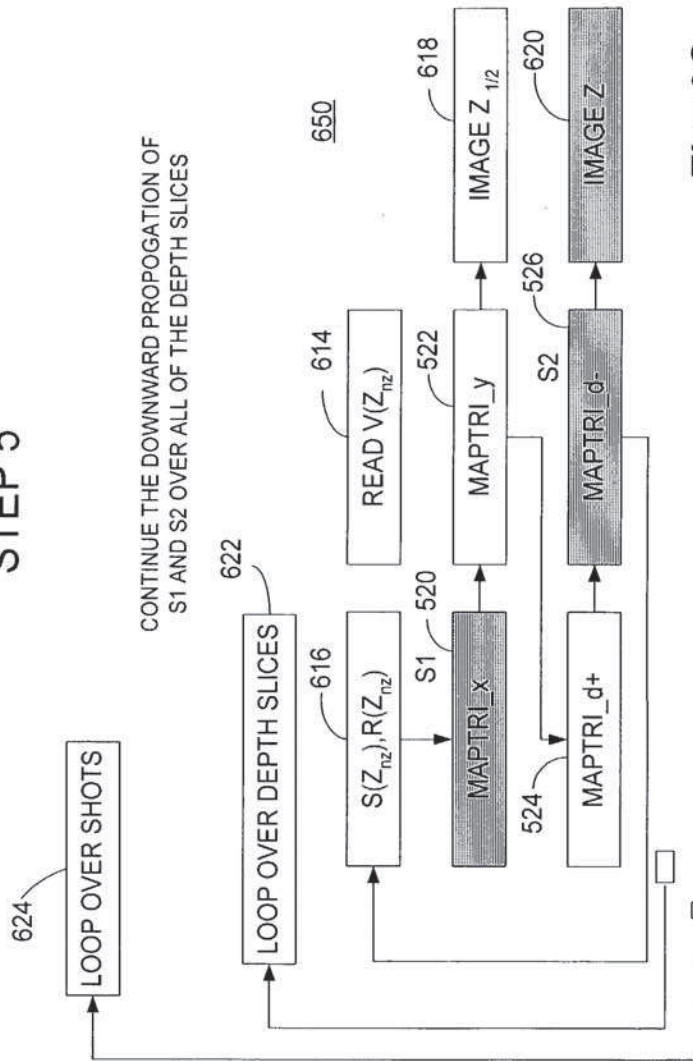 STEP 5
624
LOOP OVER SHOTS
CONTINUE THE DOWNWARD PROPOGATION OF
S1 AND S2 OVER ALL OF THE DEPTH SLICES
622
LOOP OVER DEPTH SLICES
650
616
S(Z_nz),R(Z_nz)
614
READ V(Z_nz)
S1
520
MAPTRI_x
522
MAPTRI_y
618
IMAGE Z 1/2
524
MAPTRI_d+
S2
526
MAPTRI_d-
620
IMAGE Z